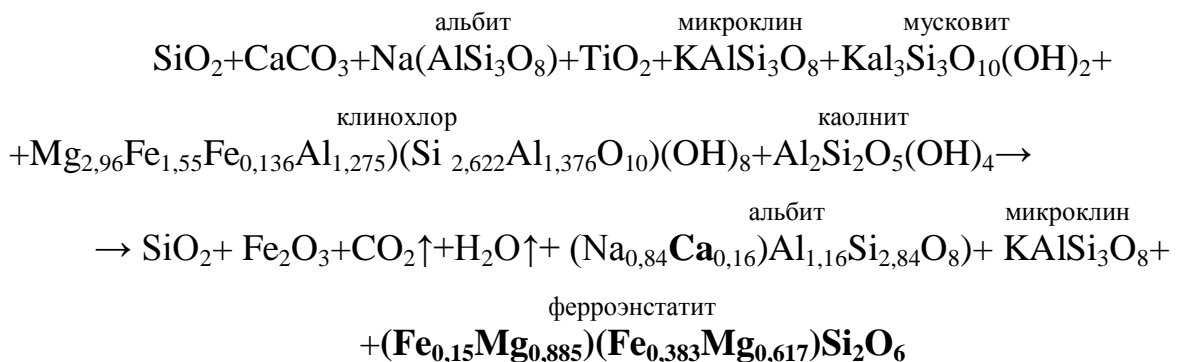 альбит микроклин мусковит
SiO₂+CaCO₃+Na(AlSi₃O₈)+TiO₂+KAlSi₃O₈+Kal₃Si₃O₁₀(OH)₂+
клинохлор каолнит
+Mg₂,₉₆Fe₁,₅₅Fe₀,₁₃₆Al₁,₂₇₅)(Si ₂,₆₂₂Al₁,₃₇₆O₁₀)(OH)₈+Al₂Si₂O₅(OH)₄→
альбит микроклин
→ SiO₂+ Fe₂O₃+CO₂↑+H₂O↑+ (Na₀,₈₄Ca₀,₁₆)Al₁,₁₆Si₂,₈₄O₈)+ KAlSi₃O₈+
ферроэнстатит
+(Fe₀,₁₅Mg₀,₈₈₅)(Fe₀,₃₈₃Mg₀,₆₁₇)Si₂O₆